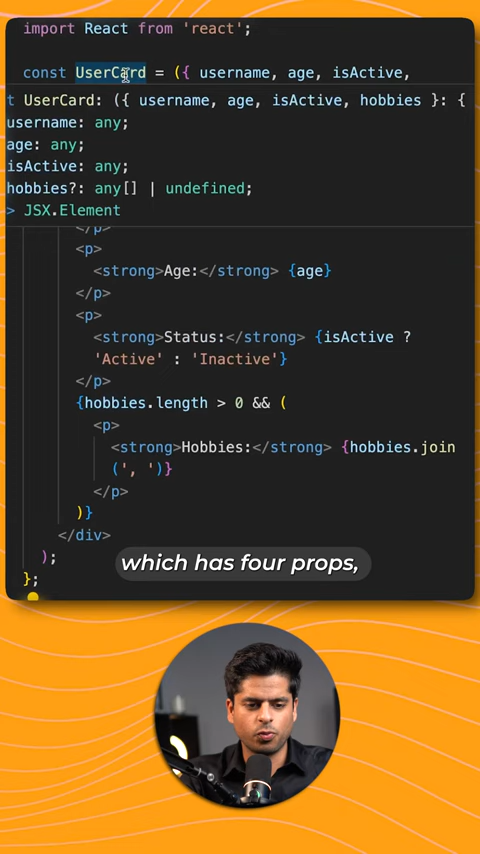 import React from 'react';
const UserCard = ({ username, age, isActive,
t UserCard: ({ username, age, isActive, hobbies }: {
username: any;
age: any;
isActive: any;
hobbies?: any[] | undefined;
> JSX.Element
</p>
<p>
<strong>Age:</strong> {age}
</p>
<p>
<strong>Status:</strong> {isActive ?
'Active' : 'Inactive'}
</p>
{hobbies.length > 0 && (
<p>
<strong>Hobbies:</strong> {hobbies.join
(', ')}
</p>
)}
</div>
);
};
which has four props,